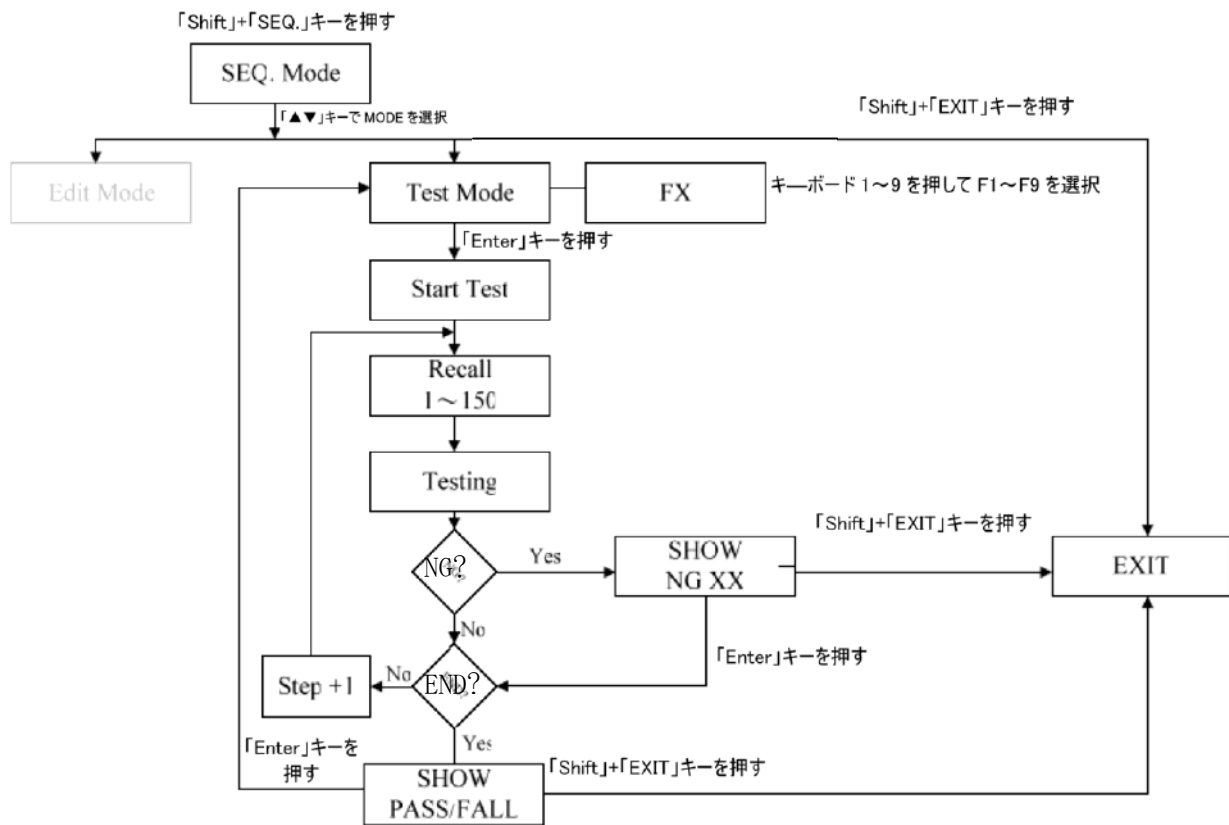 「Shift」+「SEQ.」キーを押す
SEQ. Mode
「▲▼」キーで MODE を選択
「Shift」+「EXIT」キーを押す
Edit Mode
Test Mode
FX
キーボード 1～9 を押して F1～F9 を選択
「Enter」キーを押す
Start Test
Recall
1～150
Testing
「Shift」+「EXIT」キーを押す
NG?
Yes
SHOW
NG XX
EXIT
No
「Enter」キーを押す
Step +1
No
END?
Yes
「Enter」キーを
押す
SHOW
PASS/FALL
「Shift」+「EXIT」キーを押す